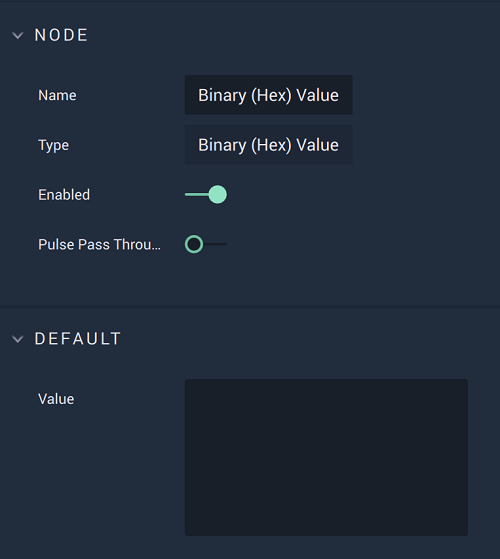 NODE
Name Binary (Hex) Value
Type Binary (Hex) Value
Enabled
Pulse Pass Throu...
DEFAULT
Value